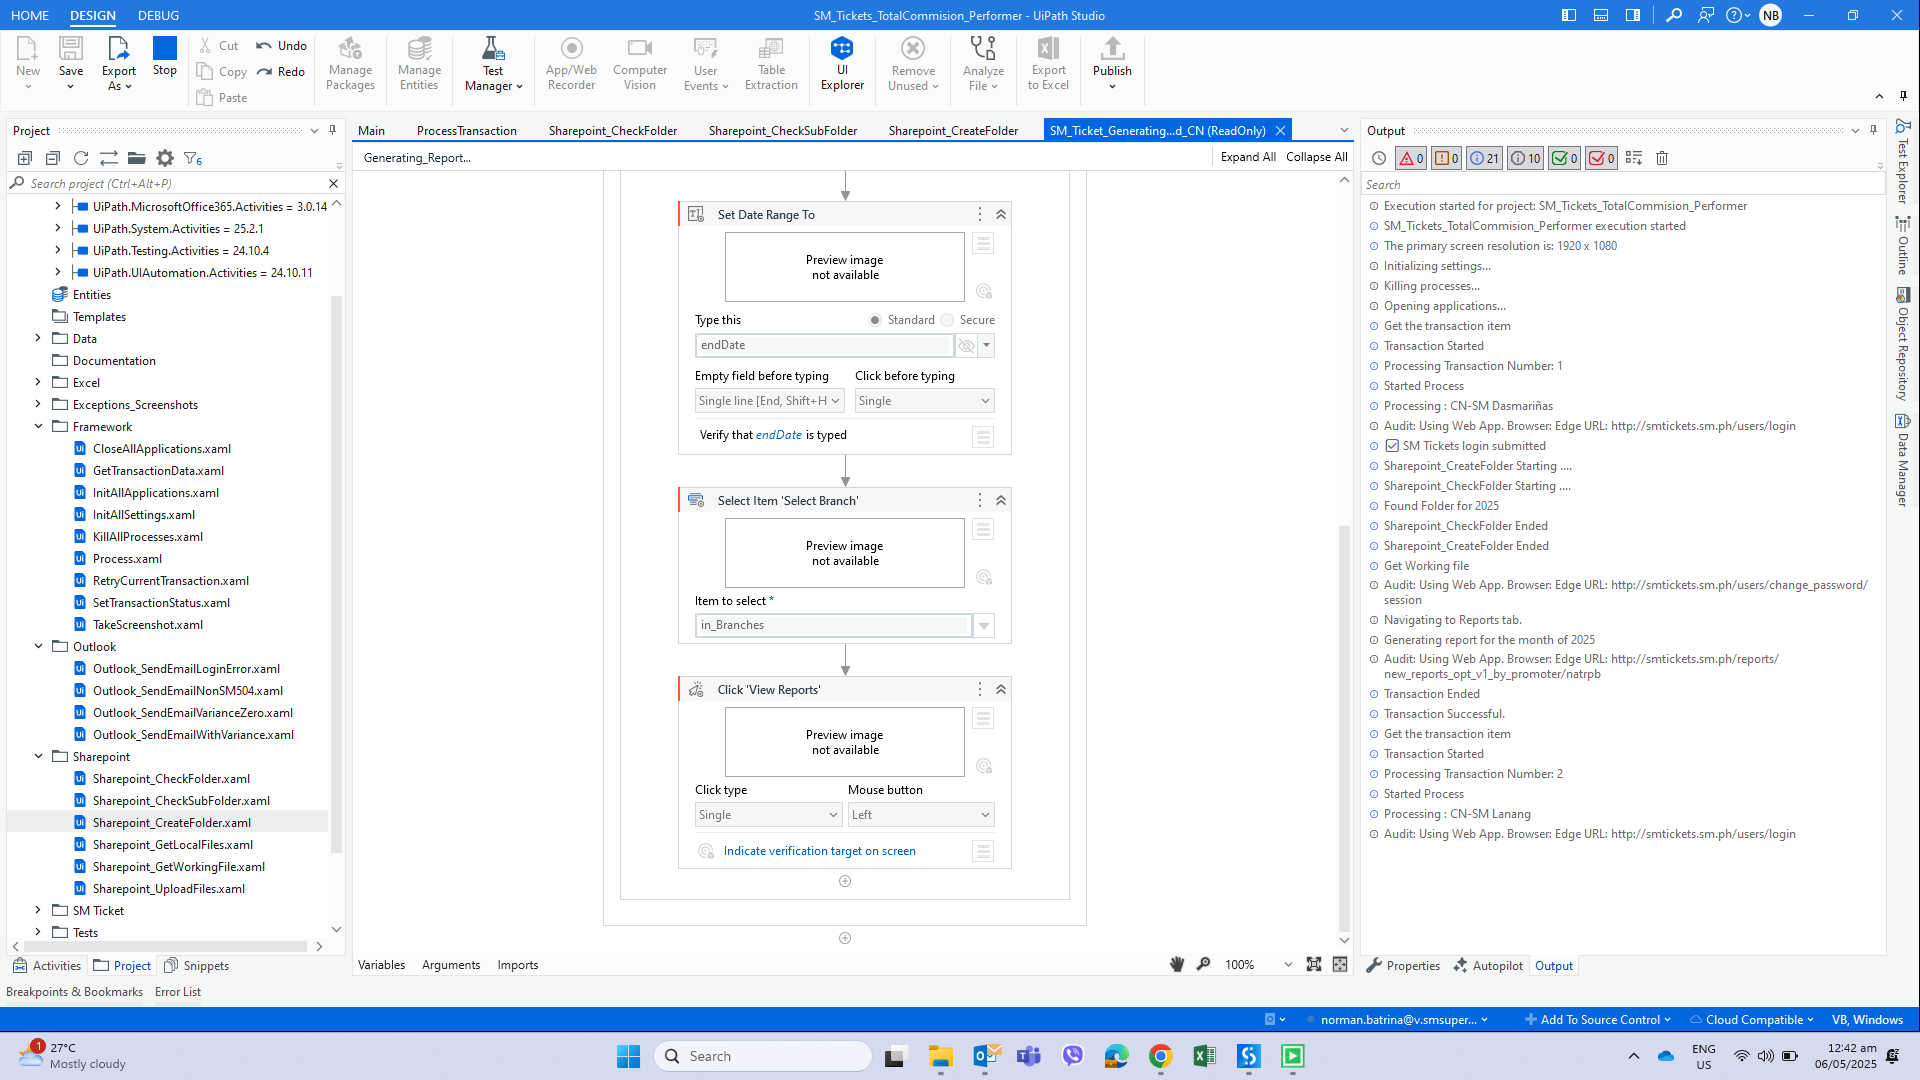 HOME
DESIGN
DEBUG
SM_Tickets_TotalCommision_Performer - UiPath Studio
NB
New
Save
Export As
Stop
Cut
Copy
Paste
Undo
Redo
Manage Packages
Manage Entities
Test Manager
App/Web Recorder
Computer Vision
User Events
Table Extraction
UI Explorer
Remove Unused
Analyze File
Export to Excel
Publish
Project
6
Search project (Ctrl+Alt+P)
UiPath.MicrosoftOffice365.Activities = 3.0.14
UiPath.System.Activities = 25.2.1
UiPath.Testing.Activities = 24.10.4
UiPath.UIAutomation.Activities = 24.10.11
Entities
Templates
Data
Documentation
Excel
Exceptions_Screenshots
Framework
CloseAllApplications.xaml
GetTransactionData.xaml
InitAllApplications.xaml
InitAllSettings.xaml
KillAllProcesses.xaml
Process.xaml
RetryCurrentTransaction.xaml
SetTransactionStatus.xaml
TakeScreenshot.xaml
Outlook
Outlook_SendEmailLoginError.xaml
Outlook_SendEmailNonSM504.xaml
Outlook_SendEmailVarianceZero.xaml
Outlook_SendEmailWithVariance.xaml
Sharepoint
Sharepoint_CheckFolder.xaml
Sharepoint_CheckSubFolder.xaml
Sharepoint_CreateFolder.xaml
Sharepoint_GetLocalFiles.xaml
Sharepoint_GetWorkingFile.xaml
Sharepoint_UploadFiles.xaml
SM Ticket
Tests
Activities
Project
Snippets
Breakpoints & Bookmarks
Error List
Main
ProcessTransaction
Sharepoint_CheckFolder
Sharepoint_CheckSubFolder
Sharepoint_CreateFolder
SM_Ticket_Generating...d_CN (ReadOnly)
Generating_Report...
Expand All
Collapse All
Set Date Range To
Preview image
not available
Type this
Standard
Secure
endDate
Empty field before typing
Click before typing
Single line [End, Shift+H
Single
Verify that endDate is typed
Select Item 'Select Branch'
Preview image
not available
Item to select *
in_Branches
Click 'View Reports'
Preview image
not available
Click type
Mouse button
Single
Left
Indicate verification target on screen
Variables
Arguments
Imports
100%
Output
0
0
21
10
0
0
Search
Execution started for project: SM_Tickets_TotalCommision_Performer
SM_Tickets_TotalCommision_Performer execution started
The primary screen resolution is: 1920 x 1080
Initializing settings...
Killing processes...
Opening applications...
Get the transaction item
Transaction Started
Processing Transaction Number: 1
Started Process
Processing : CN-SM Dasmariñas
Audit: Using Web App. Browser: Edge URL: http://smtickets.sm.ph/users/login
SM Tickets login submitted
Sharepoint_CreateFolder Starting ....
Sharepoint_CheckFolder Starting ....
Found Folder for 2025
Sharepoint_CheckFolder Ended
Sharepoint_CreateFolder Ended
Get Working file
Audit: Using Web App. Browser: Edge URL: http://smtickets.sm.ph/users/change_password/
session
Navigating to Reports tab.
Generating report for the month of 2025
Audit: Using Web App. Browser: Edge URL: http://smtickets.sm.ph/reports/
new_reports_opt_v1_by_promoter/natrpb
Transaction Ended
Transaction Successful.
Get the transaction item
Transaction Started
Processing Transaction Number: 2
Started Process
Processing : CN-SM Lanang
Audit: Using Web App. Browser: Edge URL: http://smtickets.sm.ph/users/login
Properties
Autopilot
Output
Test Explorer
Outline
Object Repository
Data Manager
norman.batrina@v.smsuper...
Add To Source Control
Cloud Compatible
VB, Windows
1
27°C
Mostly cloudy
Search
ENG
US
12:42 am
06/05/2025